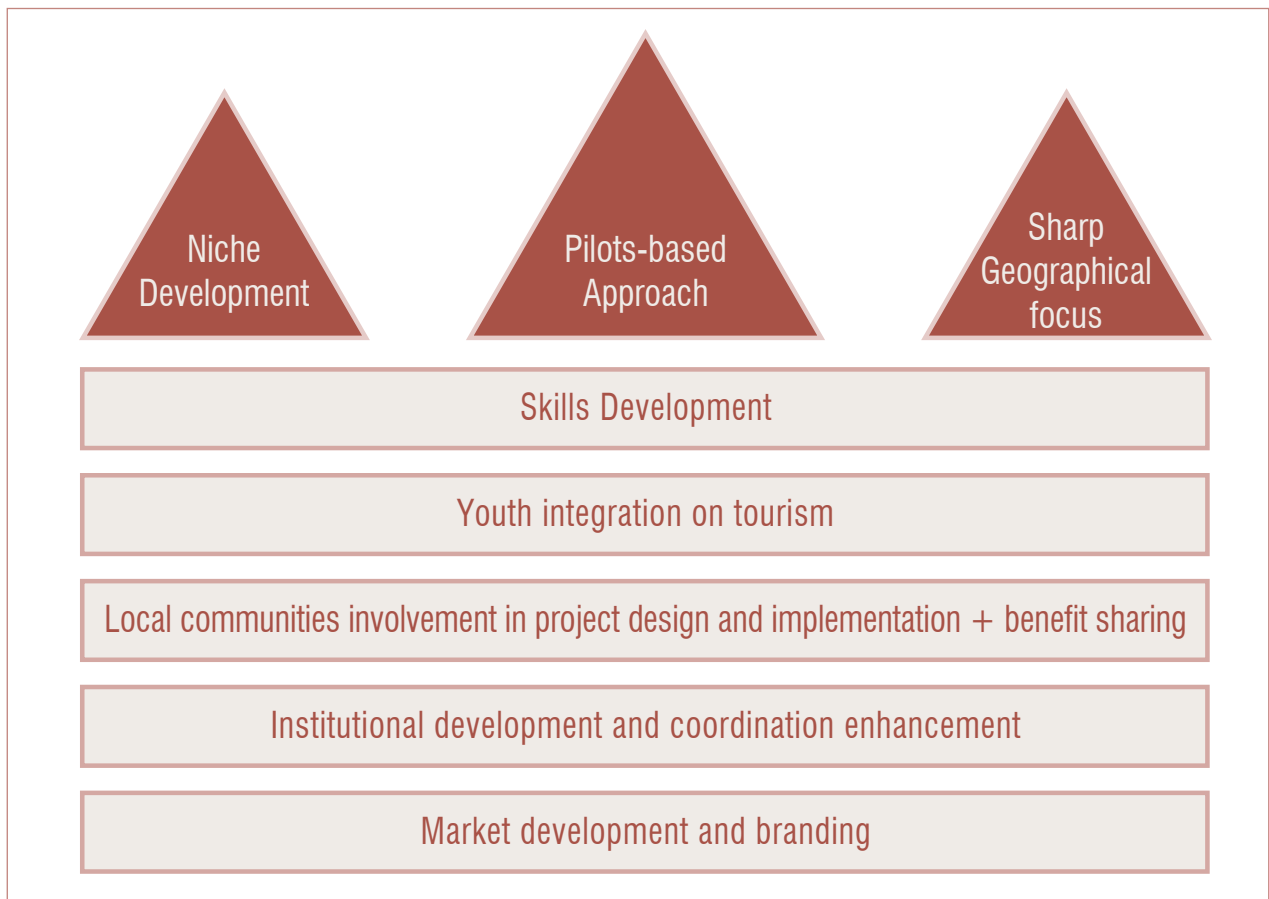 Niche
Development
Pilots-based
Approach
Sharp
Geographical
focus
Skills Development
Youth integration on tourism
Local communities involvement in project design and implementation + benefit sharing
Institutional development and coordination enhancement
Market development and branding